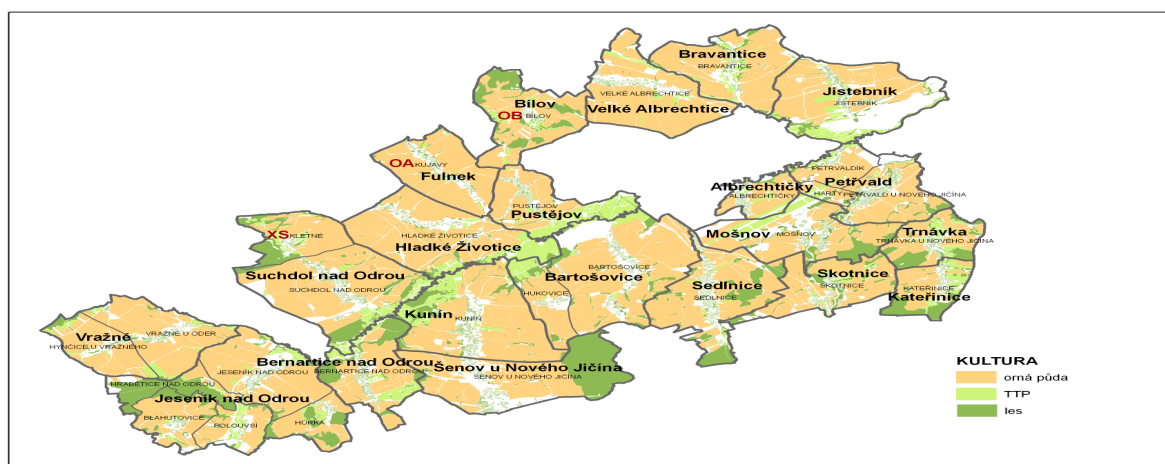 Bravantice
BRAVANTICE
Jistebník
JISTEBNÍK
VELKÉ ALBRECHTICE
Velké Albrechtice
Bílov
OB BÍLOV
OA KUJAVY
Fulnek
PUSTĚJOV
Pustějov
PETŘVALDÍK
Petřvald
HARTY PETŘVALD U NOVÉHO JIČÍNA
Albrechtičky
ALBRECHTIČKY
Mošnov
MOŠNOV
Trnávka
TRNÁVKA U NOVÉHO JIČÍNA
XS KLETNÉ
HLADKÉ ŽIVOTICE
Hladké Životice
Suchdol nad Odrou
SUCHDOL NAD ODROU
BARTOŠOVICE
Bartošovice
HUKOVICE
Sedlnice
SEDLNICE
Skotnice
SKOTNICE
KATEŘINICE
Kateřinice
Kunín
KUNÍN
VRAŽNÉ U ODER
Vražné
HYNČICE U VRAŽNÉHO
Bernartice nad Odrou
BERNARTICE NAD ODROU
Šenov u Nového Jičína
ŠENOV U NOVÉHO JIČÍNA
JESENÍK NAD ODROU
HRABĚTICE NAD ODROU
Jeseník nad Odrou
BLAHUTOVICE
POLOUVSÍ
HŮRKA
KULTURA
orná půda
TTP
les